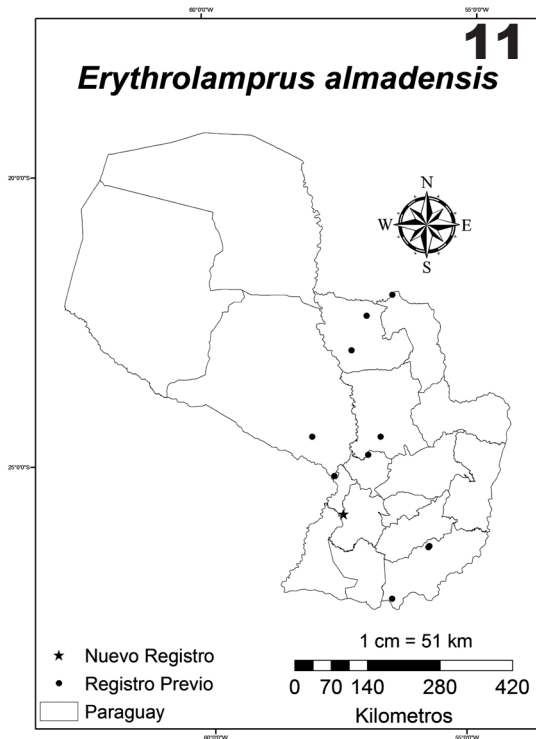 60°0'0"W 55°0'0"W
11
Erythrolamprus almadensis
20°0'0"S
N
W E
S
25°0'0"S
1 cm = 51 km
Nuevo Registro
Registro Previo
0 70 140 280 420
Paraguay
Kilometros
60°0'0"W 55°0'0"W